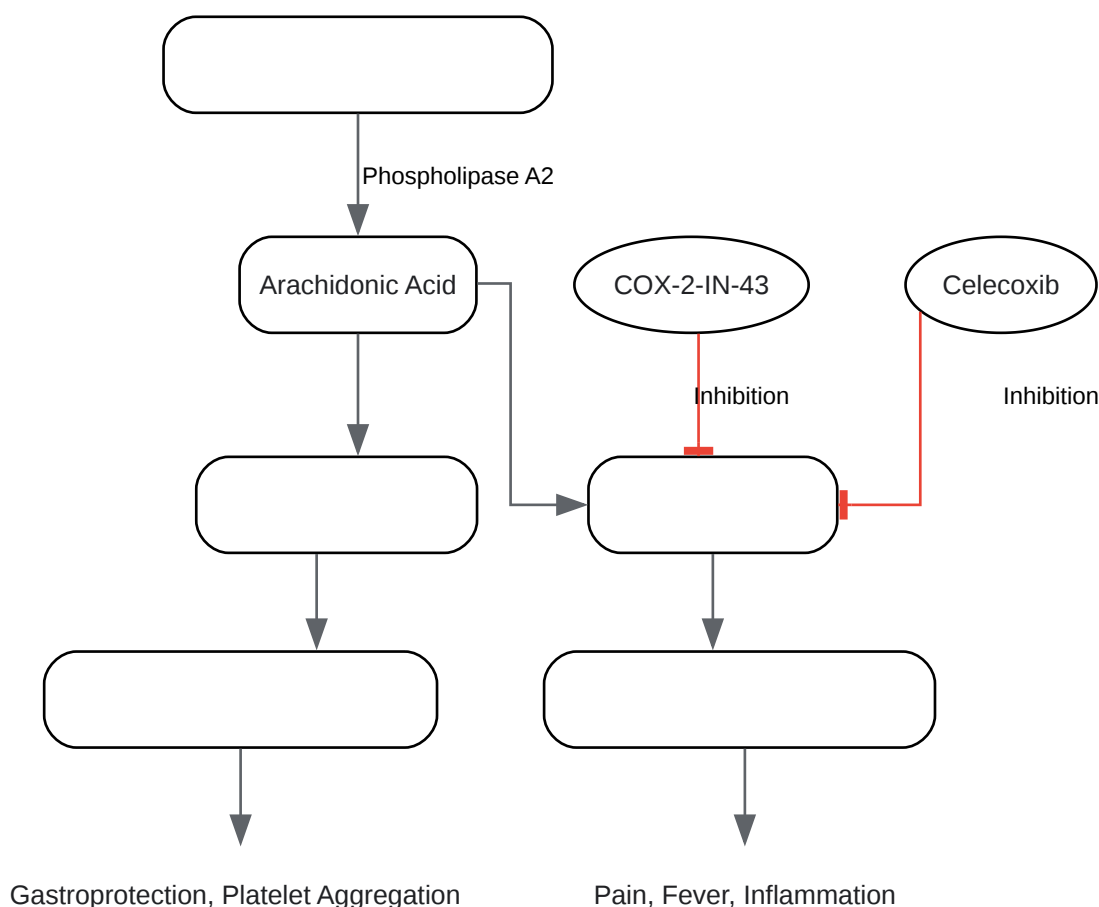 Phospholipase A2
Arachidonic Acid
COX-2-IN-43
Celecoxib
Inhibition
Inhibition
Gastroprotection, Platelet Aggregation
Pain, Fever, Inflammation